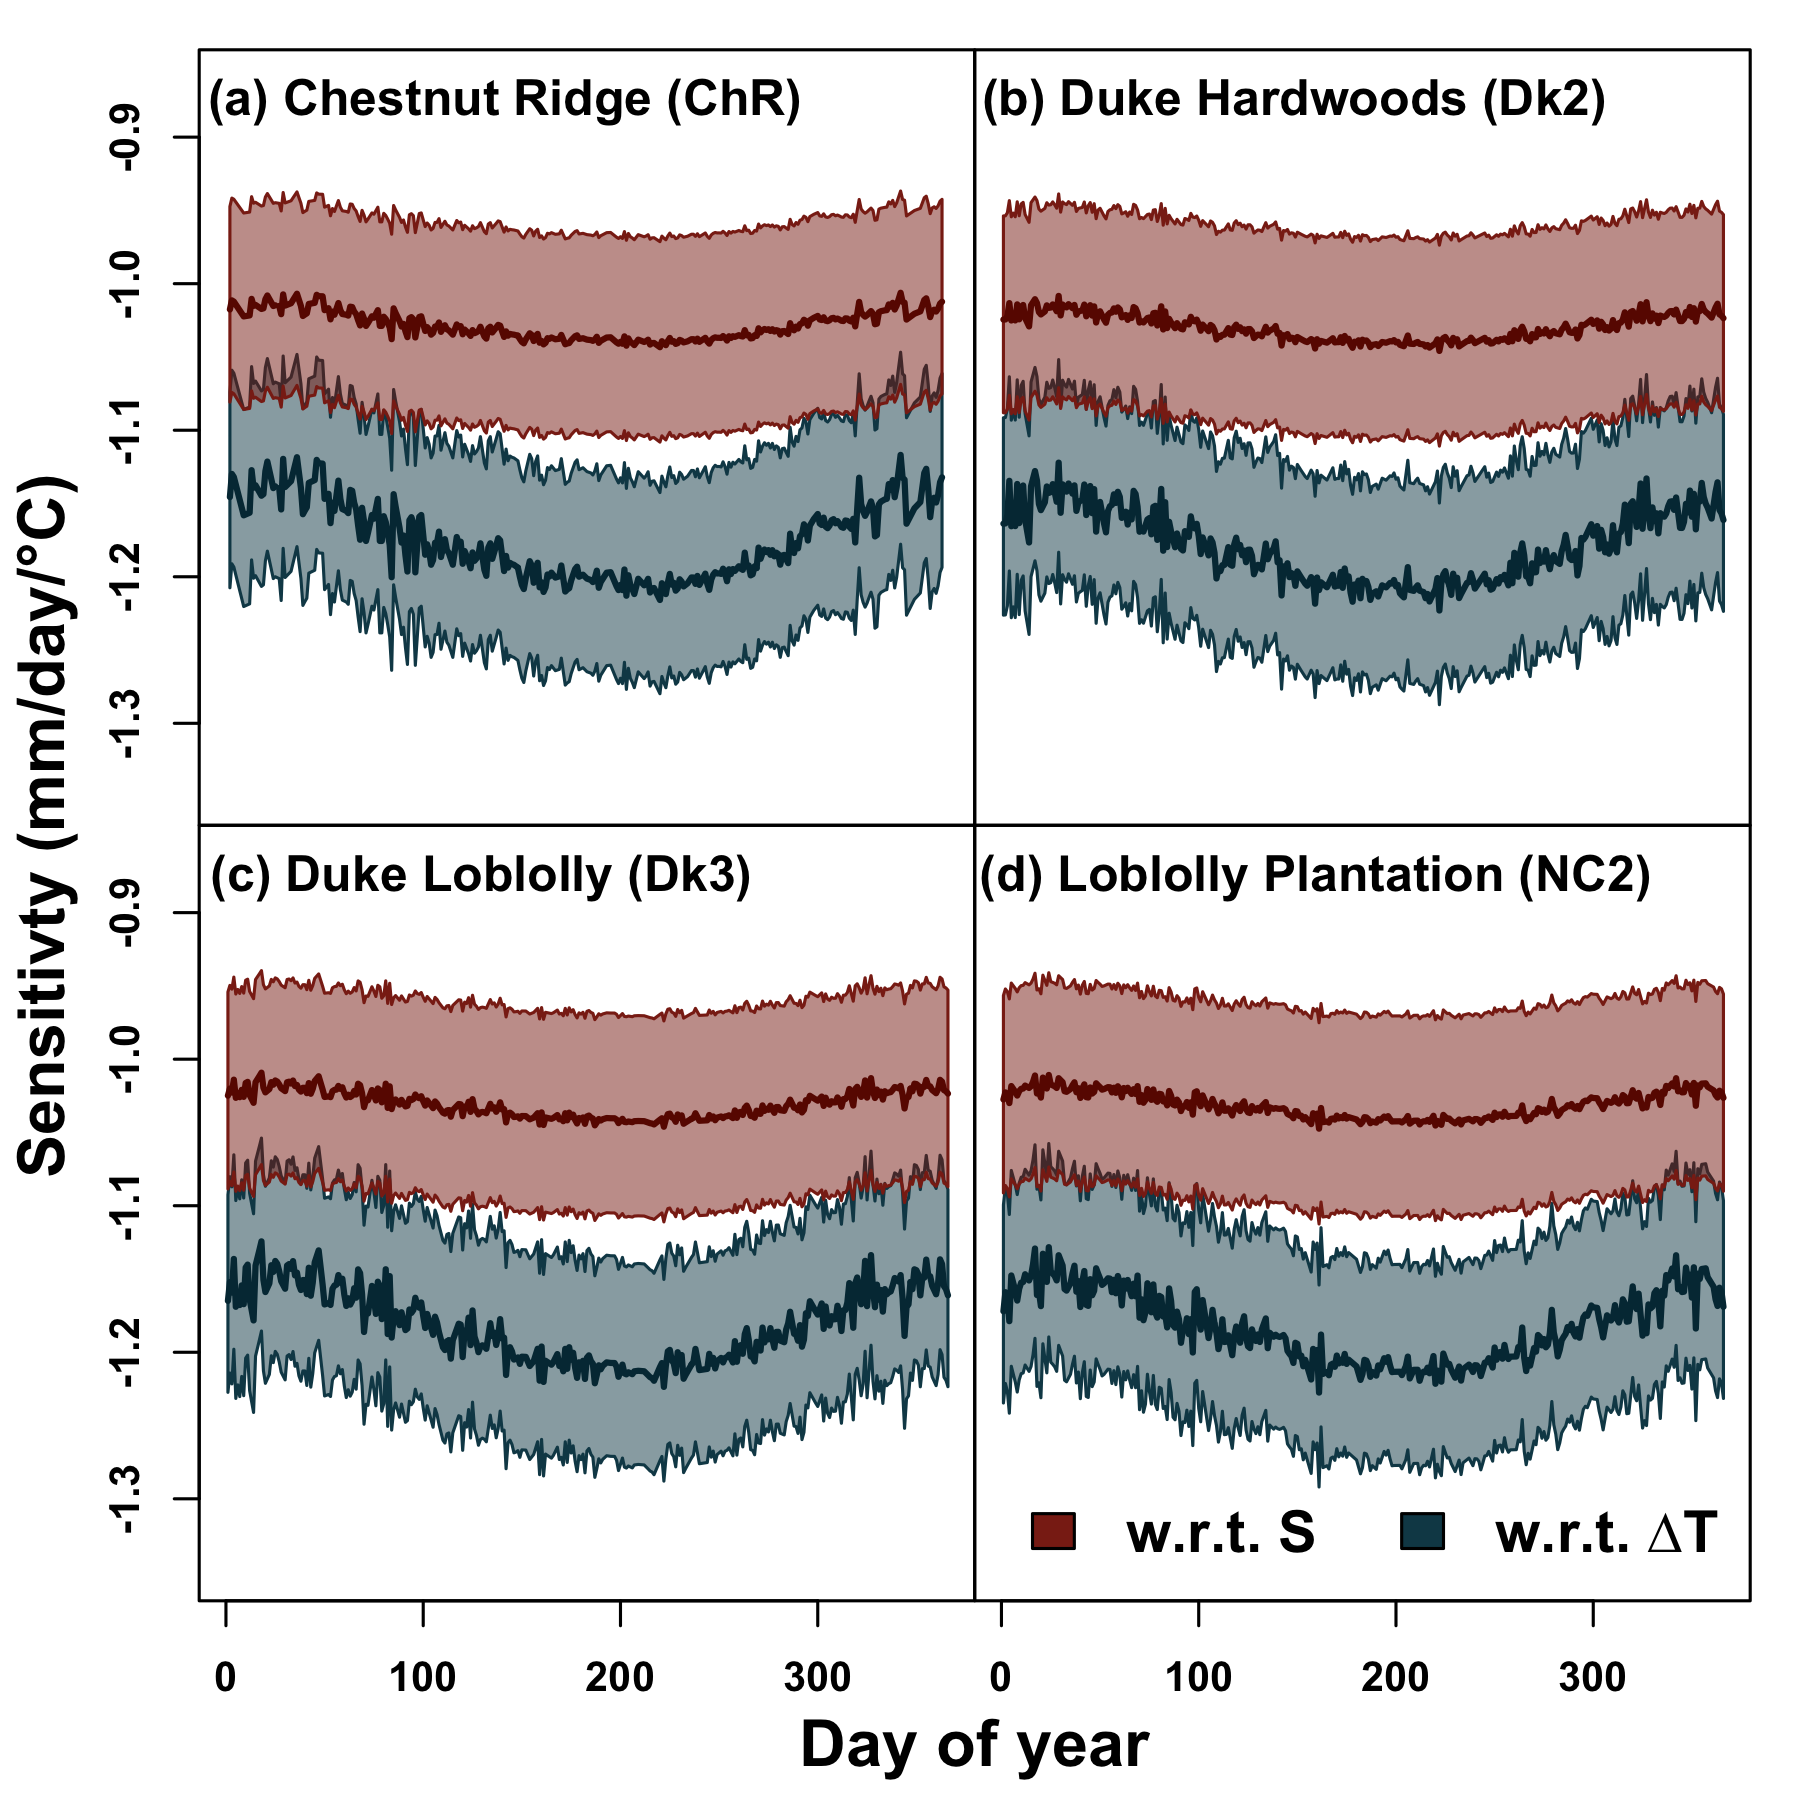 (a) Chestnut Ridge (ChR)
(b) Duke Hardwoods (Dk2)
-0.9
-1.0
-1.1
-1.2
-1.3
Sensitivty (mm/day/°C)
(c) Duke Loblolly (Dk3)
(d) Loblolly Plantation (NC2)
-0.9
-1.0
-1.1
-1.2
-1.3
w.r.t. S
w.r.t. ΔT
0 100 200 300
0 100 200 300
Day of year